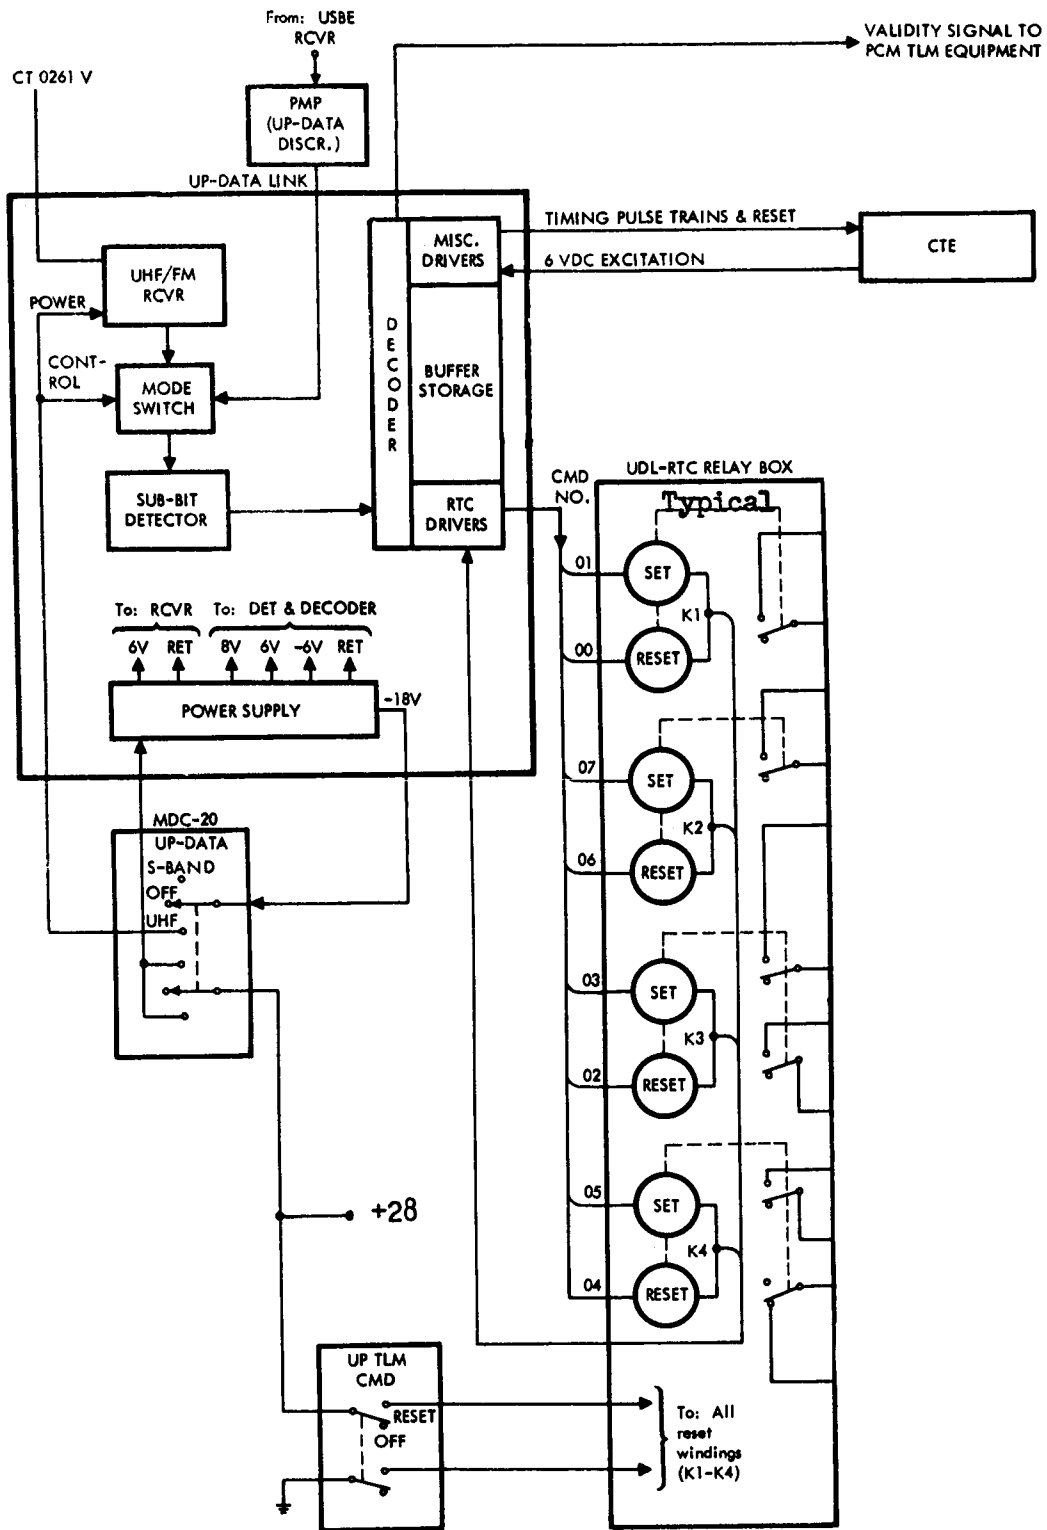 From: USBE
RCVR
VALIDITY SIGNAL TO
PCM TLM EQUIPMENT
CT 0261 V
PMP
(UP-DATA
DISCR.)
UP-DATA LINK
TIMING PULSE TRAINS & RESET
MISC.
DRIVERS
CTE
6 VDC EXCITATION
UHF/FM
RCVR
POWER
CONT-
ROL
MODE
SWITCH
DECODER
BUFFER
STORAGE
SUB-BIT
DETECTOR
RTC
DRIVERS
CMD
NO.
UDL-RTC RELAY BOX
Typical
01
SET
K1
00
RESET
To: RCVR
To: DET & DECODER
6V
RET
8V
6V
-6V
RET
POWER SUPPLY
-18V
07
SET
K2
06
RESET
MDC-20
UP-DATA
S-BAND
OFF
UHF
03
SET
K3
02
RESET
05
SET
K4
04
RESET
+28
UP TLM
CMD
RESET
OFF
To: All
reset
windings
(K1-K4)